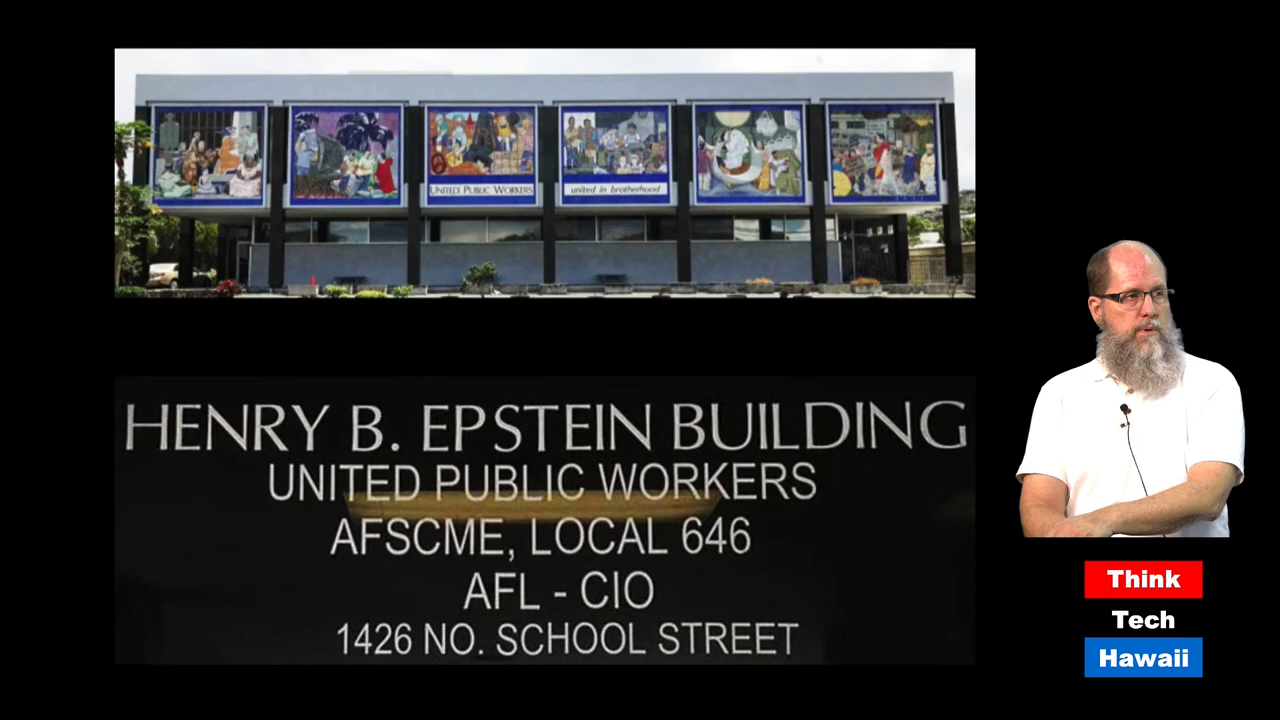 UNITED PUBLIC WORKERS
united in brotherhood
HENRY B. EPSTEIN BUILDING
UNITED PUBLIC WORKERS
AFSCME, LOCAL 646
AFL - CIO
1426 NO. SCHOOL STREET
Think
Tech
Hawaii